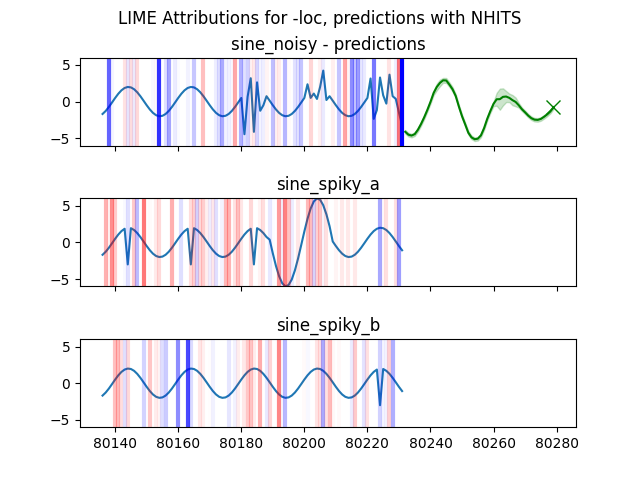 LIME Attributions for -loc, predictions with NHITS
sine_noisy - predictions
5
0
−5
sine_spiky_a
5
0
−5
sine_spiky_b
5
0
−5
80140 80160 80180 80200 80220 80240 80260 80280